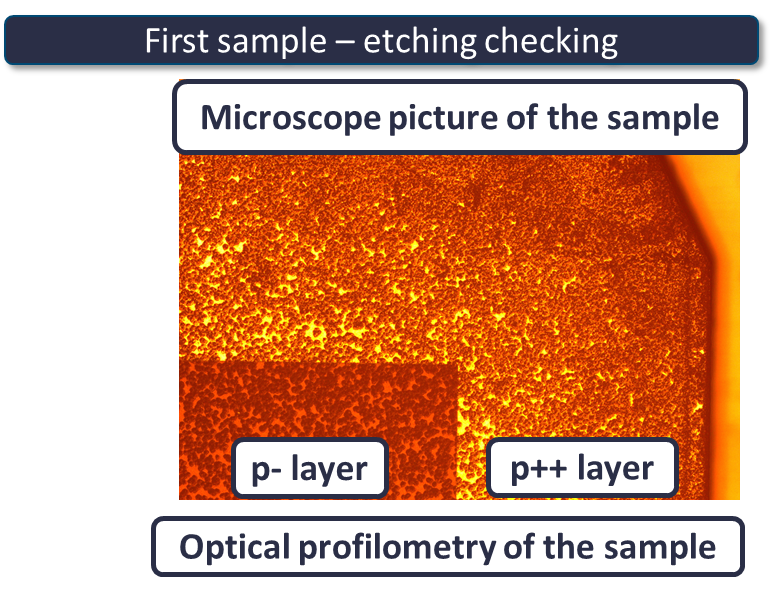 First sample – etching checking
Microscope picture of the sample
p- layer
p++ layer
Optical profilometry of the sample